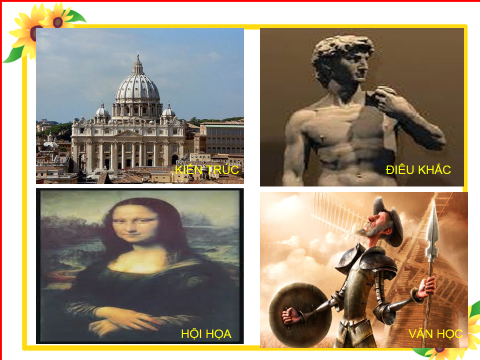 KIẾN TRÚC
ĐIÊU KHẮC
HỘI HỌA
VĂN HỌC